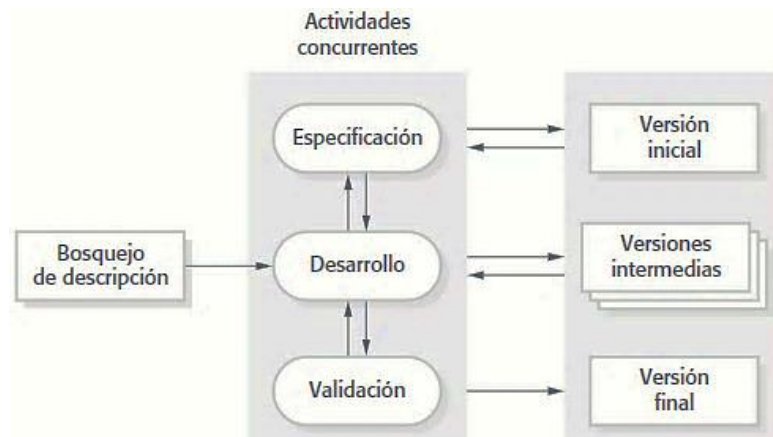 Actividades
concurrentes
Especificación
Versión
inicial
Bosquejo
de descripción
Desarrollo
Versiones
intermedias
Validación
Versión
final